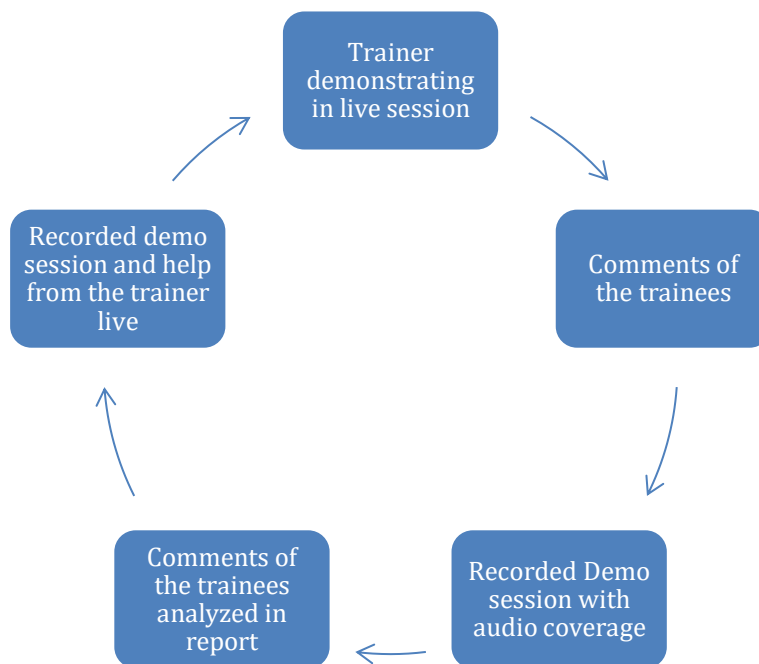 Trainer
demonstrating
in live session
Comments of
the trainees
Recorded Demo
session with
audio coverage
Comments of
the trainees
analyzed in
report
Recorded demo
session and help
from the trainer
live